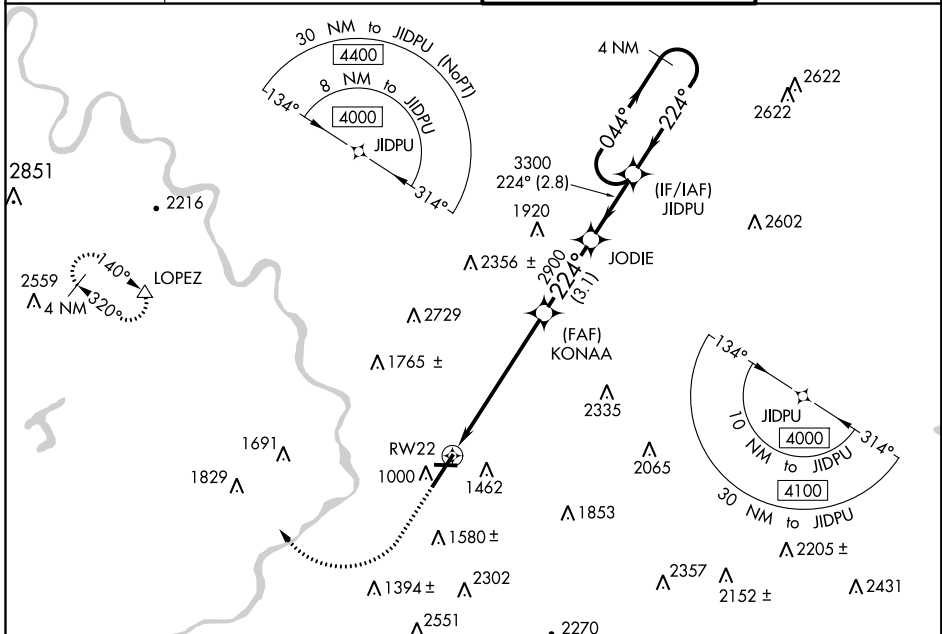 30 NM to JIDPU (NoPT)
4400
8 NM to JIDPU
4000
134°
JIDPU
314°
4 NM
044°
224°
2622
2622
3300
224° (2.8)
(IF/IAF)
JIDPU
2851
2216
1920
2602
JODIE
2356 ±
2900
224°
(3.1)
140°
LOPEZ
2559
4 NM
320°
2729
(FAF)
KONAA
1765 ±
134°
JIDPU
4000
314°
10 NM to JIDPU
4100
30 NM to JIDPU
2335
RW22
1691
1000
1462
2065
1829
1853
1580 ±
2205 ±
1394 ±
2302
2357
2152 ±
2431
2551
2270